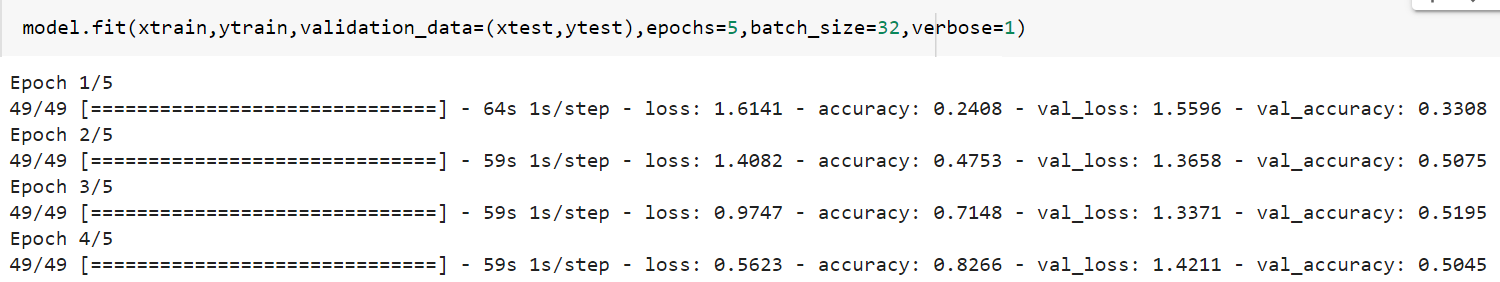 model.fit(xtrain,ytrain,validation_data=(xtest,ytest),epochs=5,batch_size=32,verbose=1)
Epoch 1/5
49/49 [==============================] - 64s 1s/step - loss: 1.6141 - accuracy: 0.2408 - val_loss: 1.5596 - val_accuracy: 0.3308
Epoch 2/5
49/49 [==============================] - 59s 1s/step - loss: 1.4082 - accuracy: 0.4753 - val_loss: 1.3658 - val_accuracy: 0.5075
Epoch 3/5
49/49 [==============================] - 59s 1s/step - loss: 0.9747 - accuracy: 0.7148 - val_loss: 1.3371 - val_accuracy: 0.5195
Epoch 4/5
49/49 [==============================] - 59s 1s/step - loss: 0.5623 - accuracy: 0.8266 - val_loss: 1.4211 - val_accuracy: 0.5045